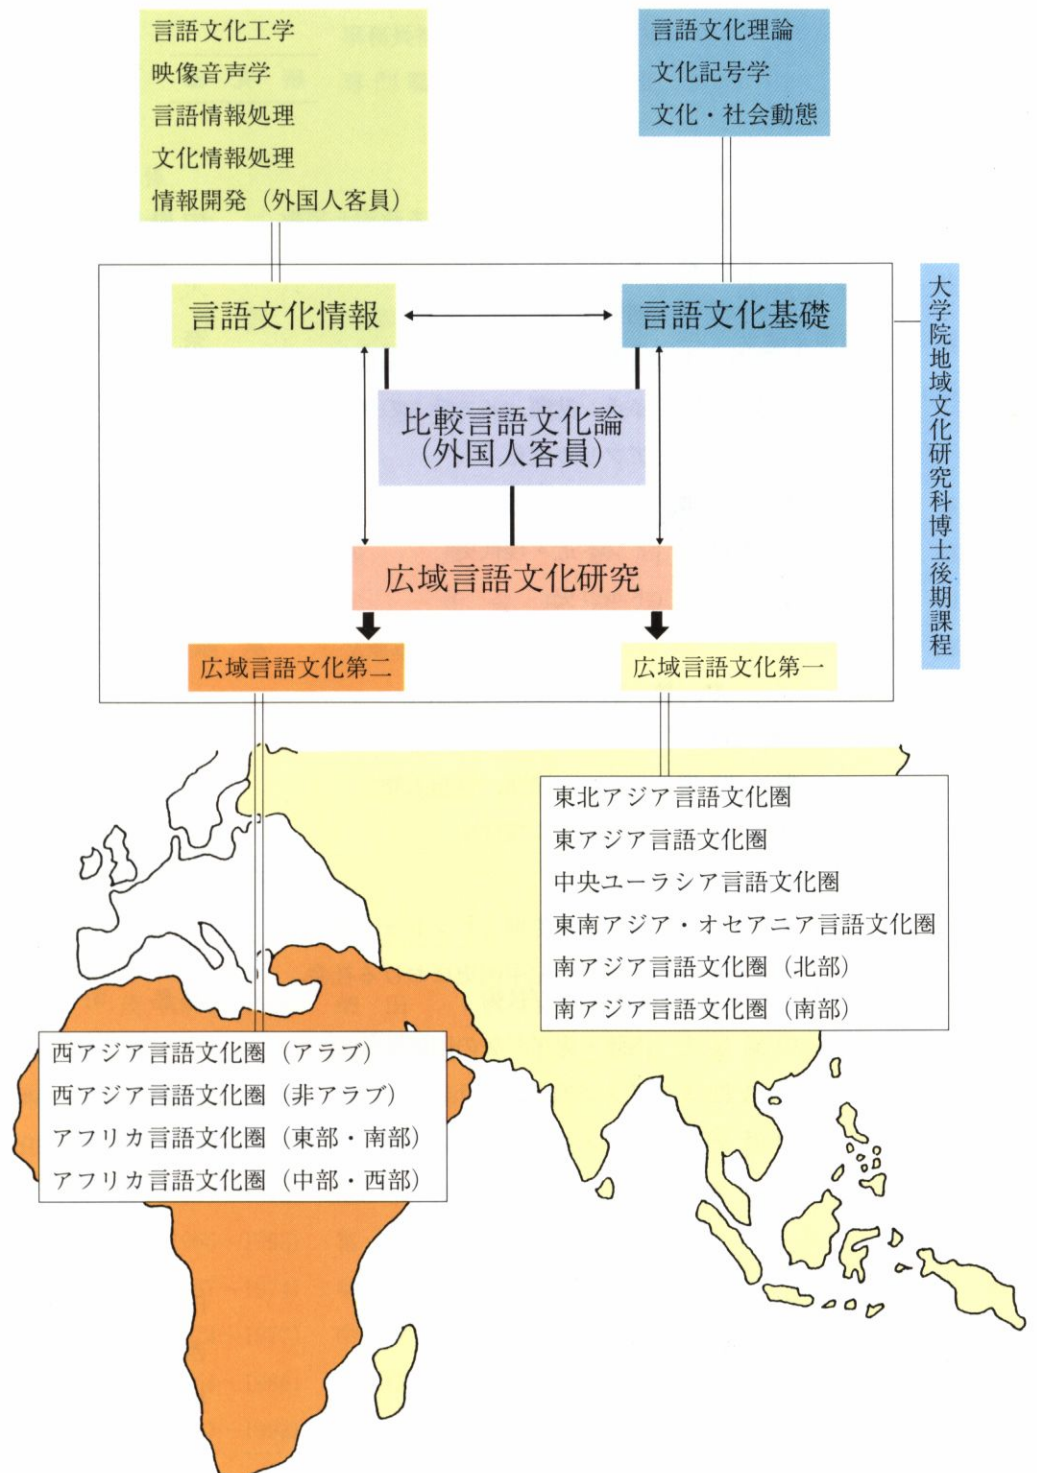 言語文化工学
映像音声学
言語情報処理
文化情報処理
情報開発（外国人客員）
言語文化理論
文化記号学
文化・社会動態
言語文化情報
言語文化基礎
大学院地域文化研究科博士後期課程
比較言語文化論
（外国人客員）
広域言語文化研究
広域言語文化第二
広域言語文化第一
東北アジア言語文化圏
東アジア言語文化圏
中央ユーラシア言語文化圏
東南アジア・オセアニア言語文化圏
南アジア言語文化圏（北部）
南アジア言語文化圏（南部）
西アジア言語文化圏（アラブ）
西アジア言語文化圏（非アラブ）
アフリカ言語文化圏（東部・南部）
アフリカ言語文化圏（中部・西部）